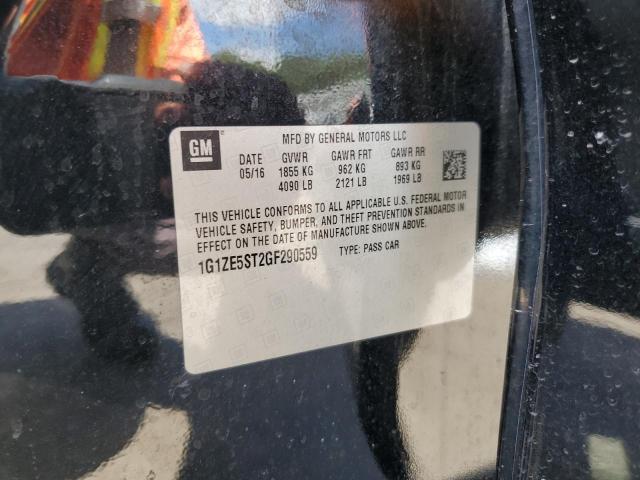 GM
MFD BY GENERAL MOTORS LLC
DATE GVWR GAWR FRT GAWR RR
05/16 1855 KG 962 KG 893 KG
4090 LB 2121 LB 1969 LB
THIS VEHICLE CONFORMS TO ALL APPLICABLE U.S. FEDERAL MOTOR
VEHICLE SAFETY, BUMPER, AND THEFT PREVENTION STANDARDS IN
EFFECT ON THE DATE OF MANUFACTURE SHOWN ABOVE.
1G1ZE5ST2GF290559 TYPE: PASS CAR